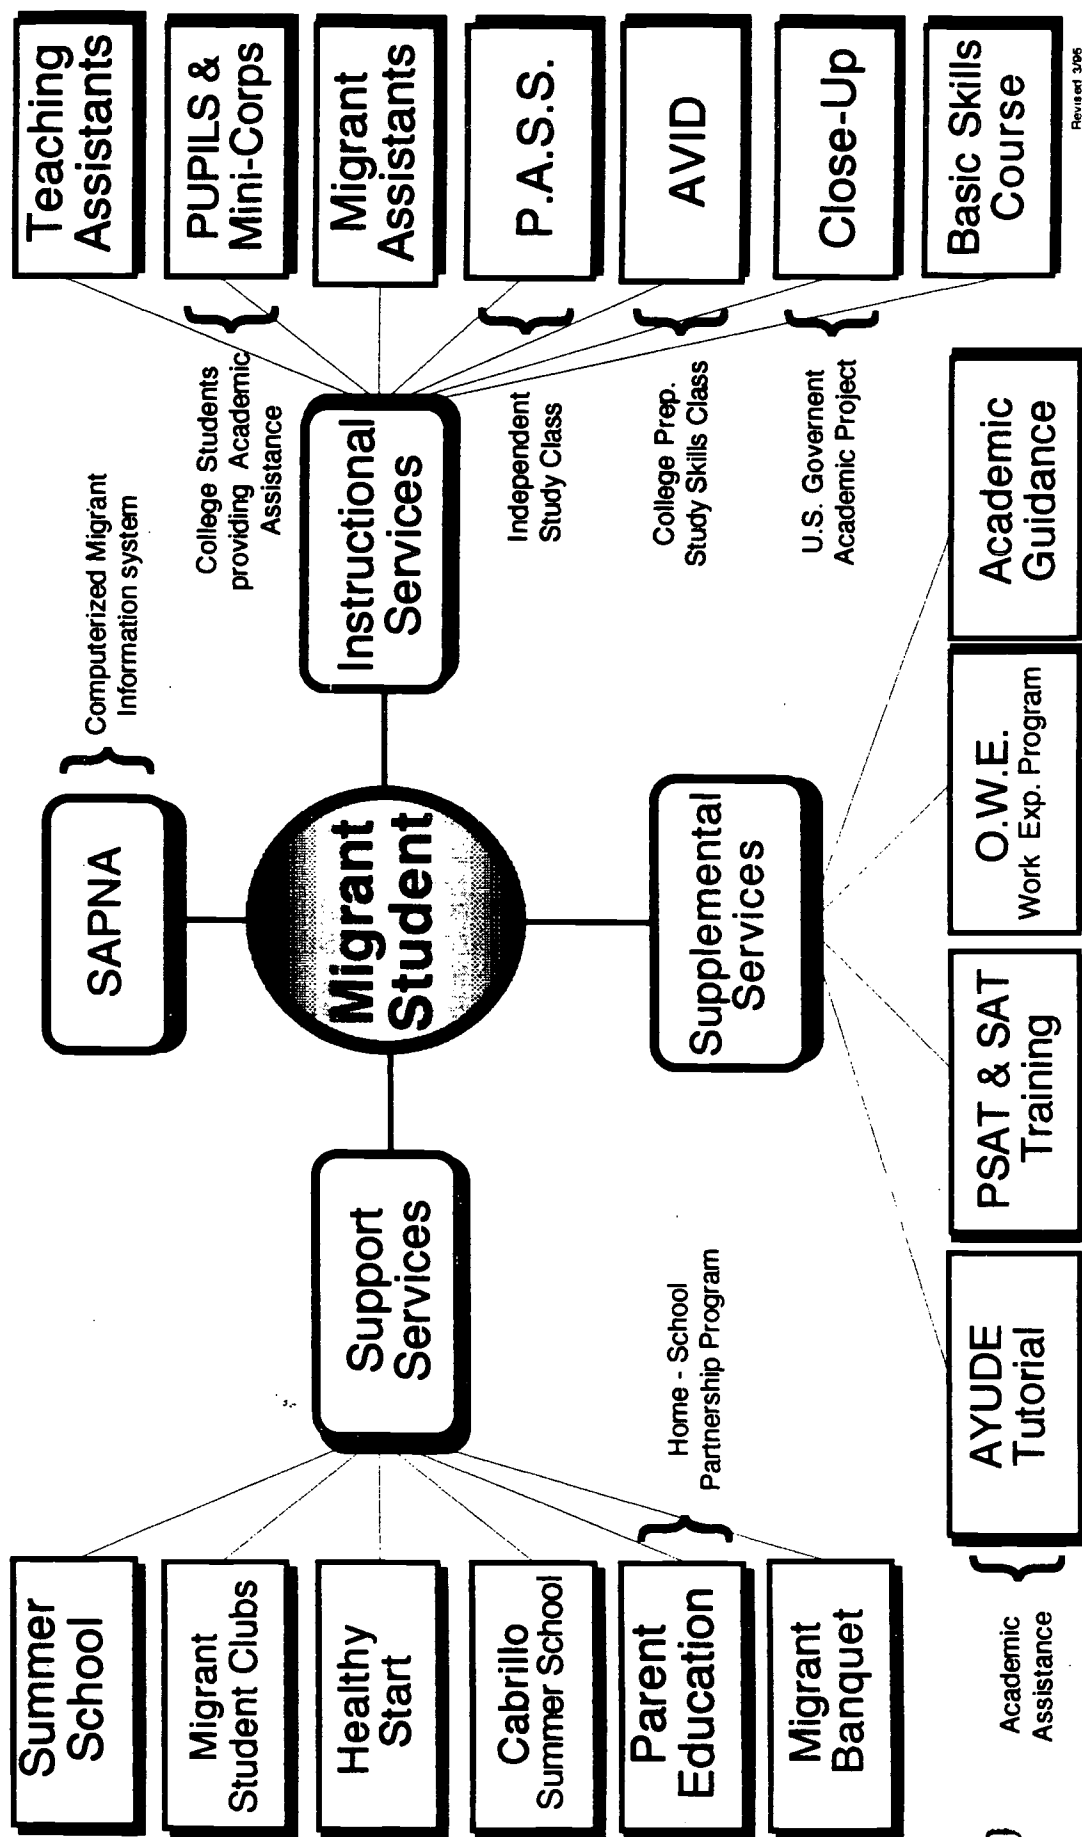 SAPNA
Computerized Migrant
Information system
Migrant
Student
Support
Services
Summer
School
Migrant
Student Clubs
Healthy
Start
Cabrillo
Summer School
Parent
Education
Home - School
Partnership Program
Migrant
Banquet
Instructional
Services
Teaching
Assistants
PUPILS &
Mini-Corps
College Students
providing Academic
Assistance
Migrant
Assistants
P.A.S.S.
Independent
Study Class
AVID
College Prep.
Study Skills Class
Close-Up
U.S. Goverment
Academic Project
Basic Skills
Course
Supplemental
Services
AYUDE
Tutorial
Academic
Assistance
PSAT & SAT
Training
O.W.E.
Work Exp. Program
Academic
Guidance
Revised 3/95